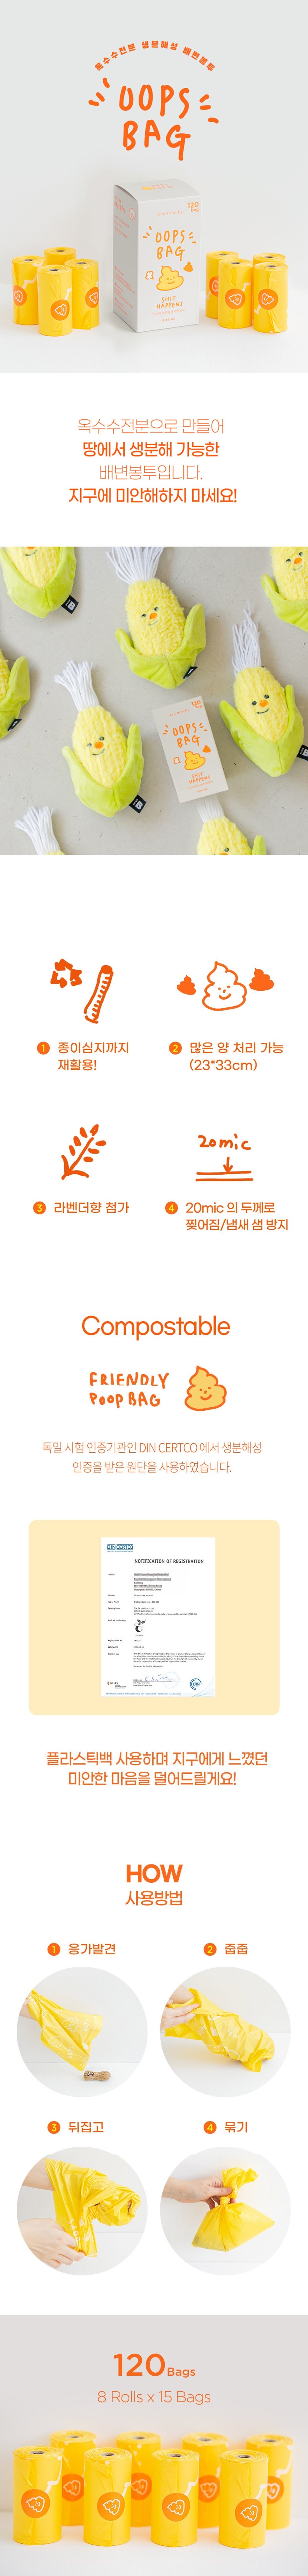 옥수수전분 생분해성 배변봉투
OOPS
BAG
120
BAG
OOPS
BAG
SHIT
HAPPENS
옥수수전분으로 만들어
땅에서 생분해 가능한
배변봉투입니다.
지구에 미안해하지 마세요!
120
OOPS
BAG
SHIT
HAPPENS
1 종이심지까지
재활용!
2 많은 양 처리 가능
(23*33cm)
20mic
3 라벤더향 첨가
4 20mic 의 두께로
찢어짐/냄새 샘 방지
Compostable
FRIENDLY
POOP BAG
독일 시험 인증기관인 DIN CERTCO 에서 생분해성
인증을 받은 원단을 사용하였습니다.
DIN CERTCO
NOTIFICATION OF REGISTRATION
플라스틱백 사용하며 지구에게 느꼈던
미안한 마음을 덜어드릴게요!
HOW
사용방법
1 응가발견
2 줍줍
3 뒤집고
4 묶기
120 Bags
8 Rolls x 15 Bags